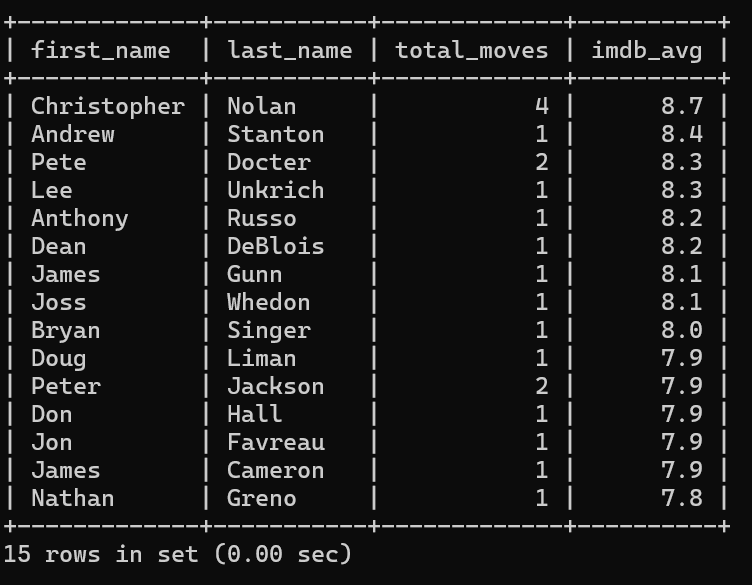 +-------------+-----------+-------------+----------+
| first_name  | last_name | total_moves | imdb_avg |
+-------------+-----------+-------------+----------+
| Christopher | Nolan     |           4 |      8.7 |
| Andrew      | Stanton   |           1 |      8.4 |
| Pete        | Docter    |           2 |      8.3 |
| Lee         | Unkrich   |           1 |      8.3 |
| Anthony     | Russo     |           1 |      8.2 |
| Dean        | DeBlois   |           1 |      8.2 |
| James       | Gunn      |           1 |      8.1 |
| Joss        | Whedon    |           1 |      8.1 |
| Bryan       | Singer    |           1 |      8.0 |
| Doug        | Liman     |           1 |      7.9 |
| Peter       | Jackson   |           2 |      7.9 |
| Don         | Hall      |           1 |      7.9 |
| Jon         | Favreau   |           1 |      7.9 |
| James       | Cameron   |           1 |      7.9 |
| Nathan      | Greno     |           1 |      7.8 |
+-------------+-----------+-------------+----------+
15 rows in set (0.00 sec)